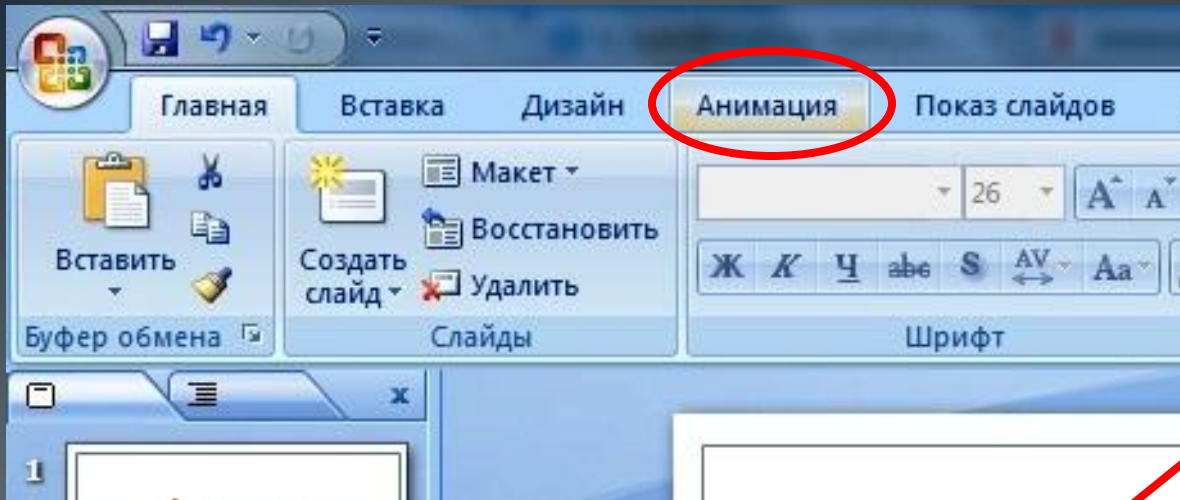 Главная Вставка Дизайн Анимация Показ слайдов
Макет
26 А А
Восстановить
Вставить Создать слайд
Ж К Ч abc S AV Aa
Удалить
Буфер обмена Слайды Шрифт
1